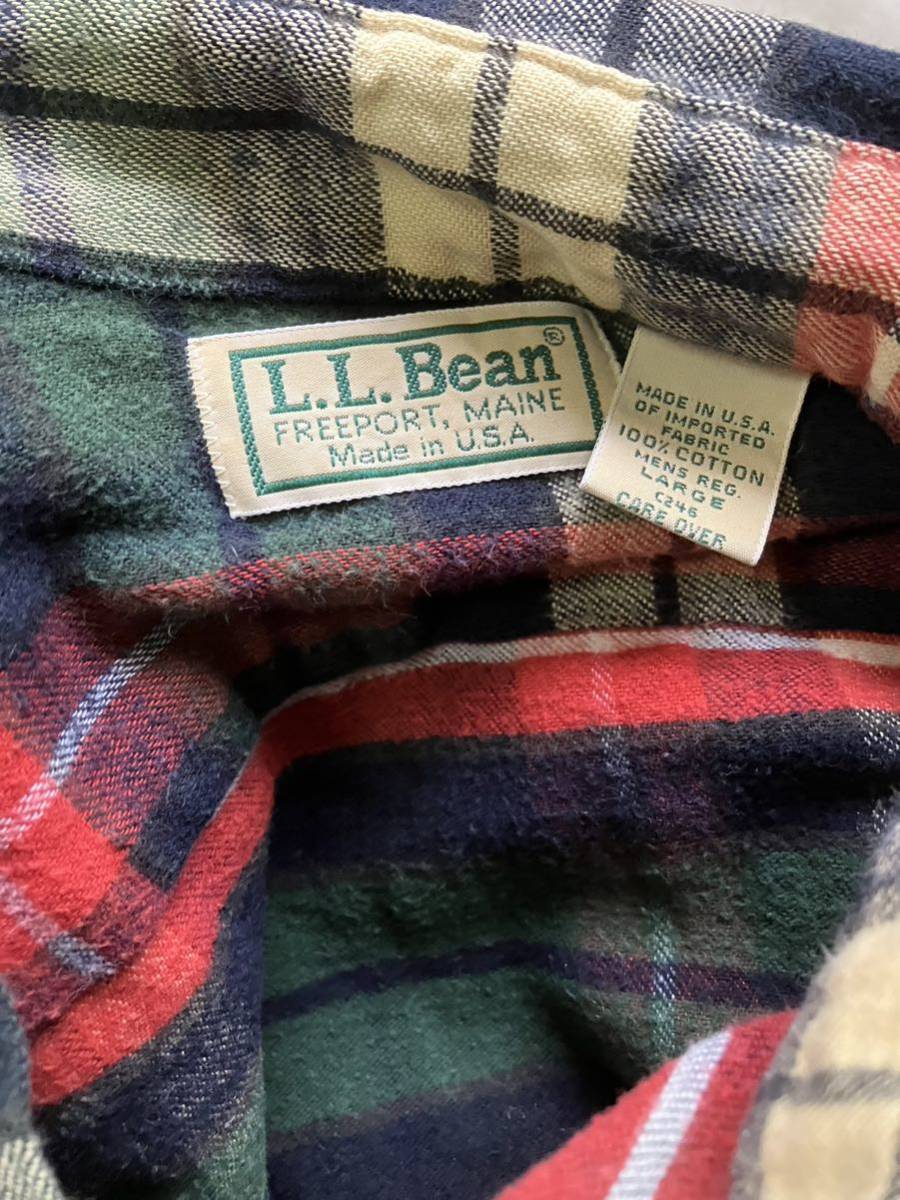 L.L.Bean®
FREEPORT, MAINE
Made in U.S.A.
MADE IN U.S.A.
OF IMPORTED
FABRIC
100% COTTON
MENS REG.
LARGE
C246
CARE OVER